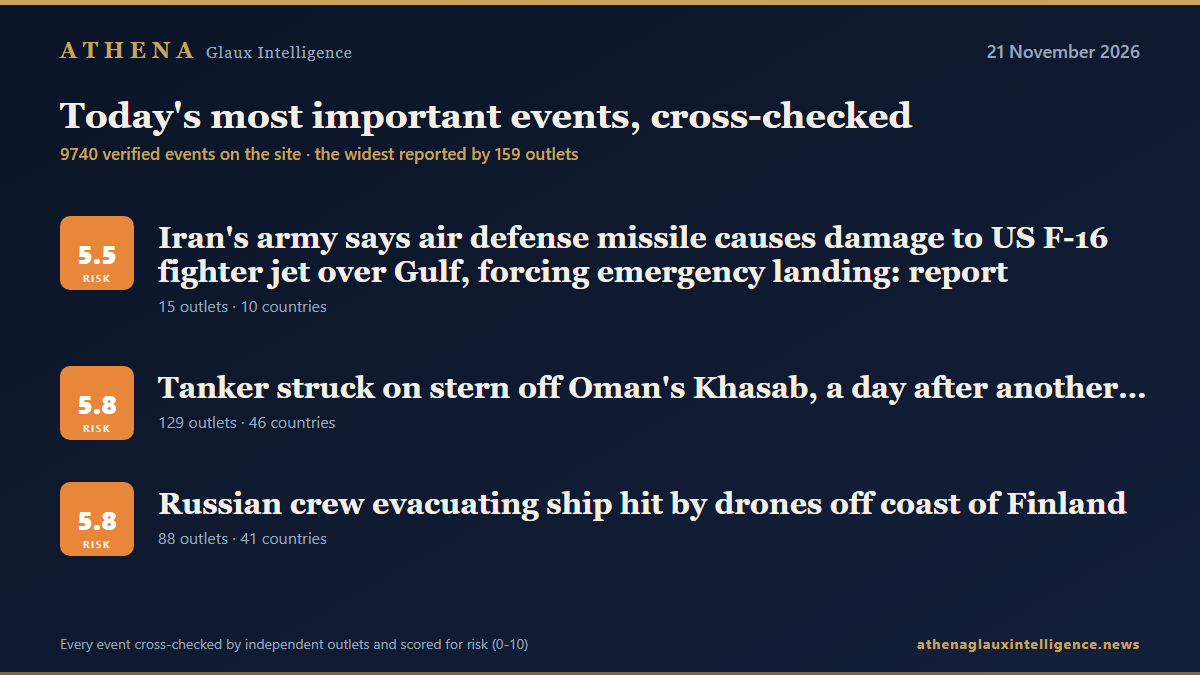 ATHENA Glaux Intelligence
21 November 2026
Today's most important events, cross-checked
9740 verified events on the site · the widest reported by 159 outlets
5.5
RISK
Iran's army says air defense missile causes damage to US F-16
fighter jet over Gulf, forcing emergency landing: report
15 outlets · 10 countries
5.8
RISK
Tanker struck on stern off Oman's Khasab, a day after another...
129 outlets · 46 countries
5.8
RISK
Russian crew evacuating ship hit by drones off coast of Finland
88 outlets · 41 countries
Every event cross-checked by independent outlets and scored for risk (0-10)
athenaglauxintelligence.news